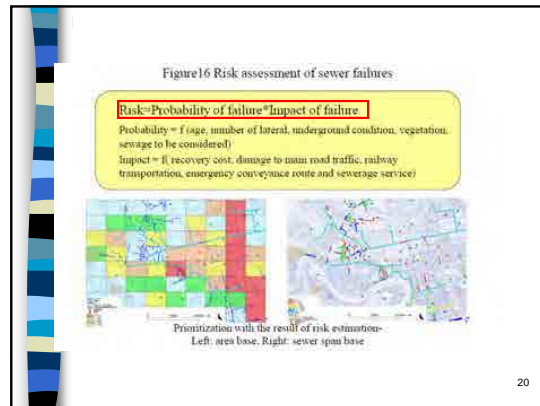 Figure16 Risk assessment of sewer failures
Risk=Probability of failure*Impact of failure
Probability = f (age, number of lateral, underground condition, vegetation,
sewage to be considered)
Impact = f( recovery cost, damage to main road traffic, railway
transportation, emergency conveyance route and sewerage service)
Prioritization with the result of risk estimation-
Left: area base, Right: sewer span base
20